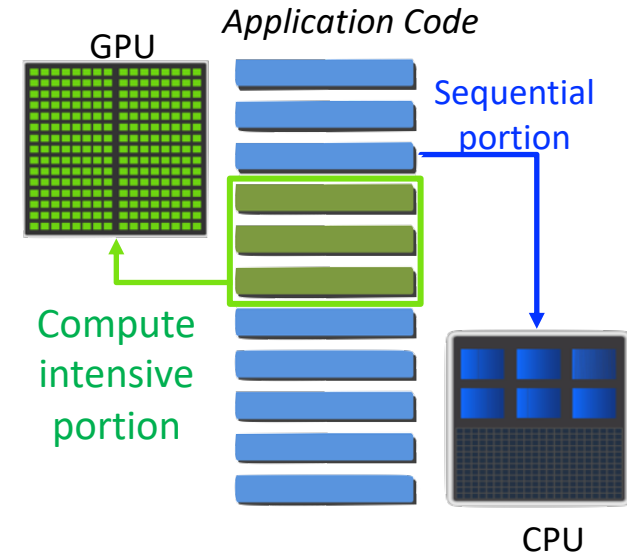 Application Code
GPU
Sequential
portion
Compute
intensive
portion
CPU